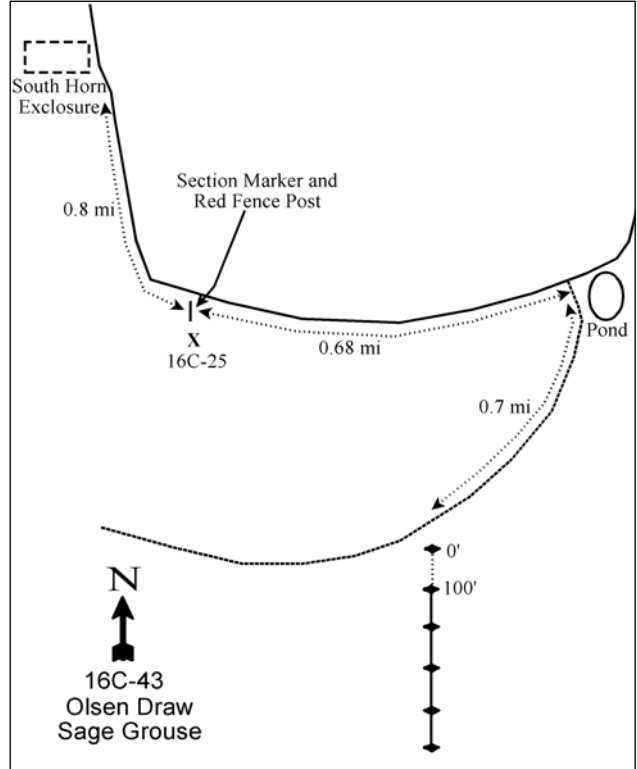 South Horn
Exclosure
Section Marker and
Red Fence Post
0.8 mi
X
16C-25
0.68 mi
Pond
0.7 mi
0'
100'
N
16C-43
Olsen Draw
Sage Grouse